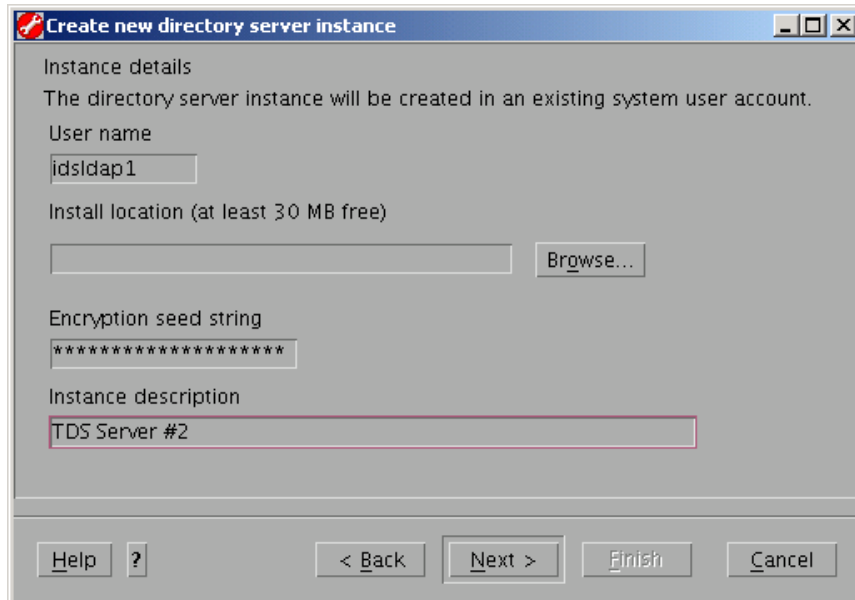 Create new directory server instance
Instance details
The directory server instance will be created in an existing system user account.
User name
idsldap1
Install location (at least 30 MB free)
Browse...
Encryption seed string
********************
Instance description
TDS Server #2
Help ? < Back Next > Finish Cancel